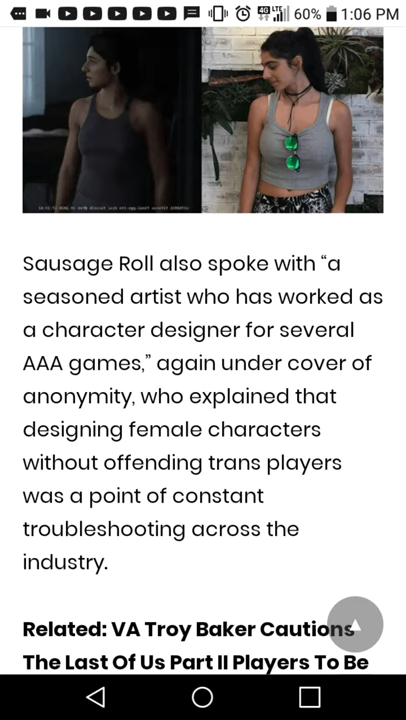 4G LTE 60% 1:06 PM
Sausage Roll also spoke with “a
seasoned artist who has worked as
a character designer for several
AAA games,” again under cover of
anonymity, who explained that
designing female characters
without offending trans players
was a point of constant
troubleshooting across the
industry.
Related: VA Troy Baker Cautions
The Last Of Us Part II Players To Be